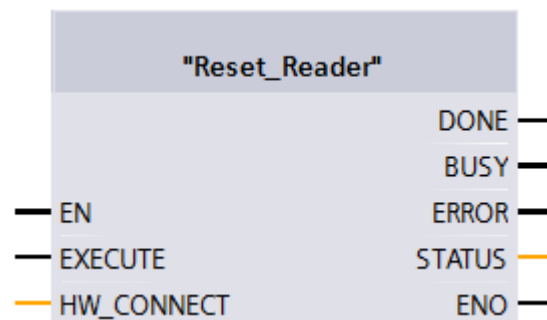 "Reset_Reader"
DONE
BUSY
EN ERROR
EXECUTE STATUS
HW_CONNECT ENO